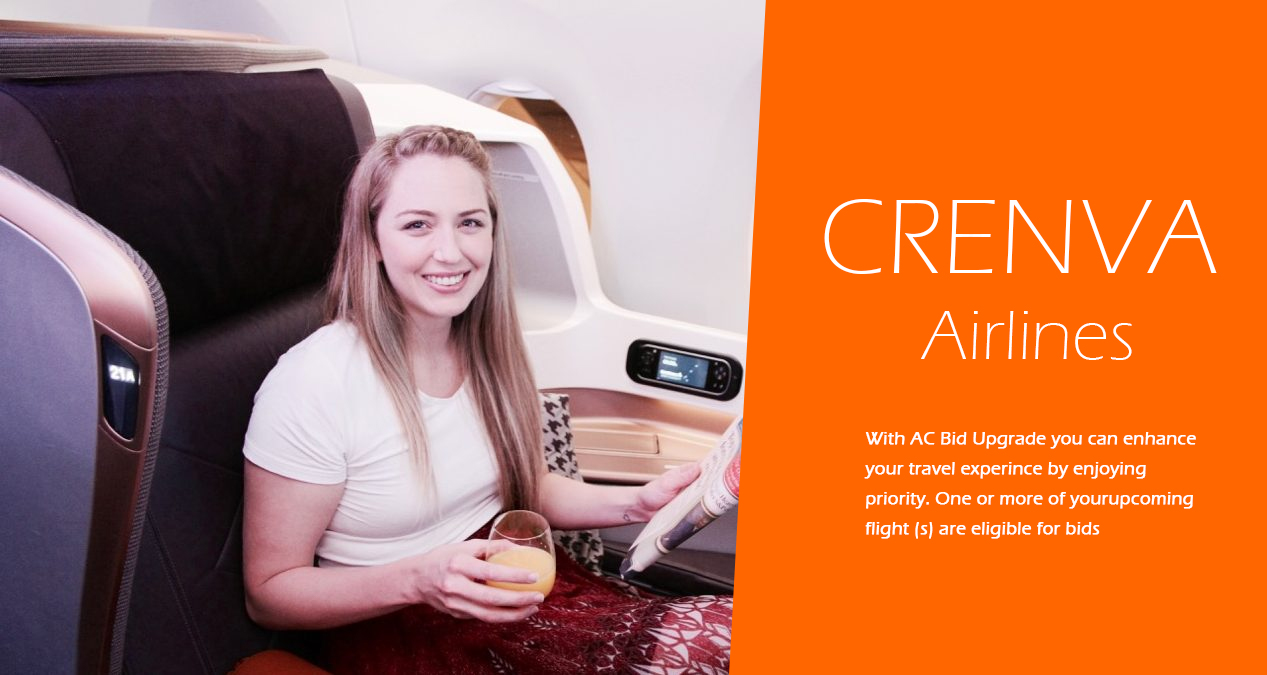 21A
CRENVA
Airlines
With AC Bid Upgrade you can enhance
your travel experince by enjoying
priority. One or more of yourupcoming
flight (s) are eligible for bids